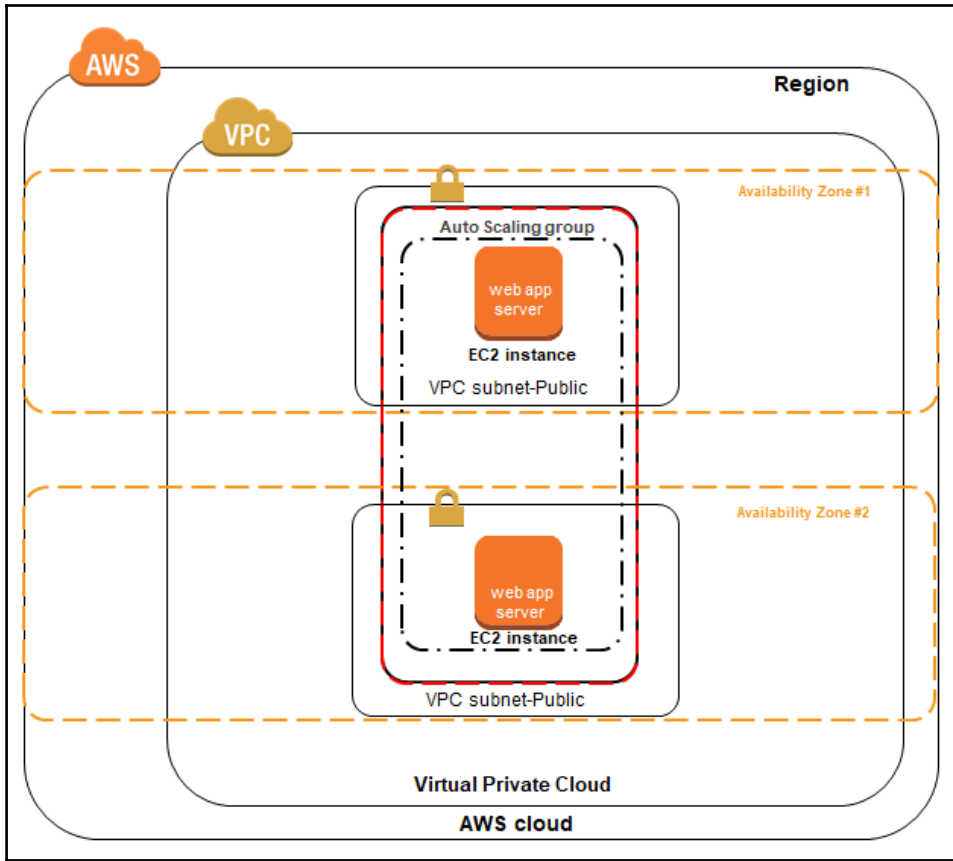 AWS
Region
VPC
Availability Zone #1
Auto Scaling group
web app
server
EC2 instance
VPC subnet-Public
Availability Zone #2
web app
server
EC2 instance
VPC subnet-Public
Virtual Private Cloud
AWS cloud